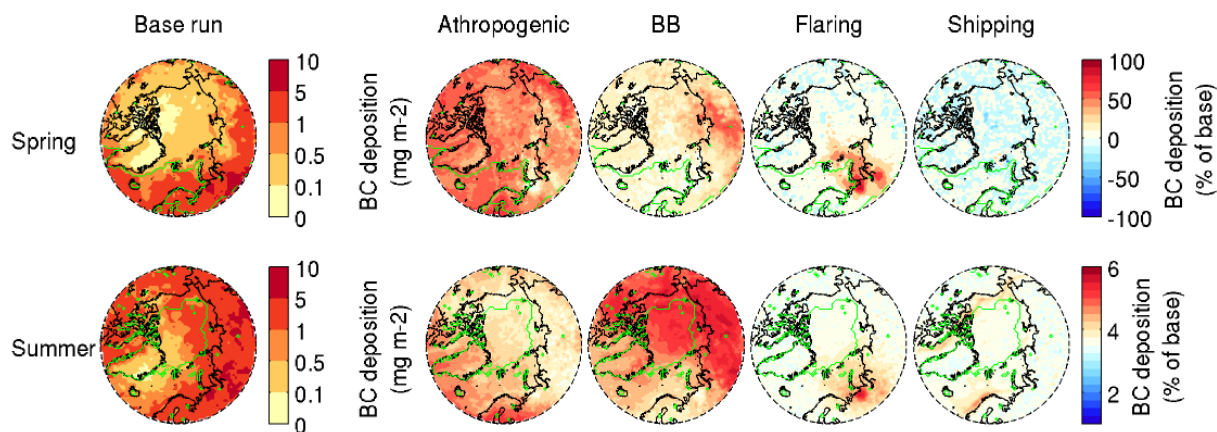 Base run Athropogenic BB Flaring Shipping
Spring
10
5
1
0.5
0.1
0
BC deposition
(mg m-2)
100
50
0
-50
-100
BC deposition
(% of base)
Summer
10
5
1
0.5
0.1
0
BC deposition
(mg m-2)
6
4
2
BC deposition
(% of base)